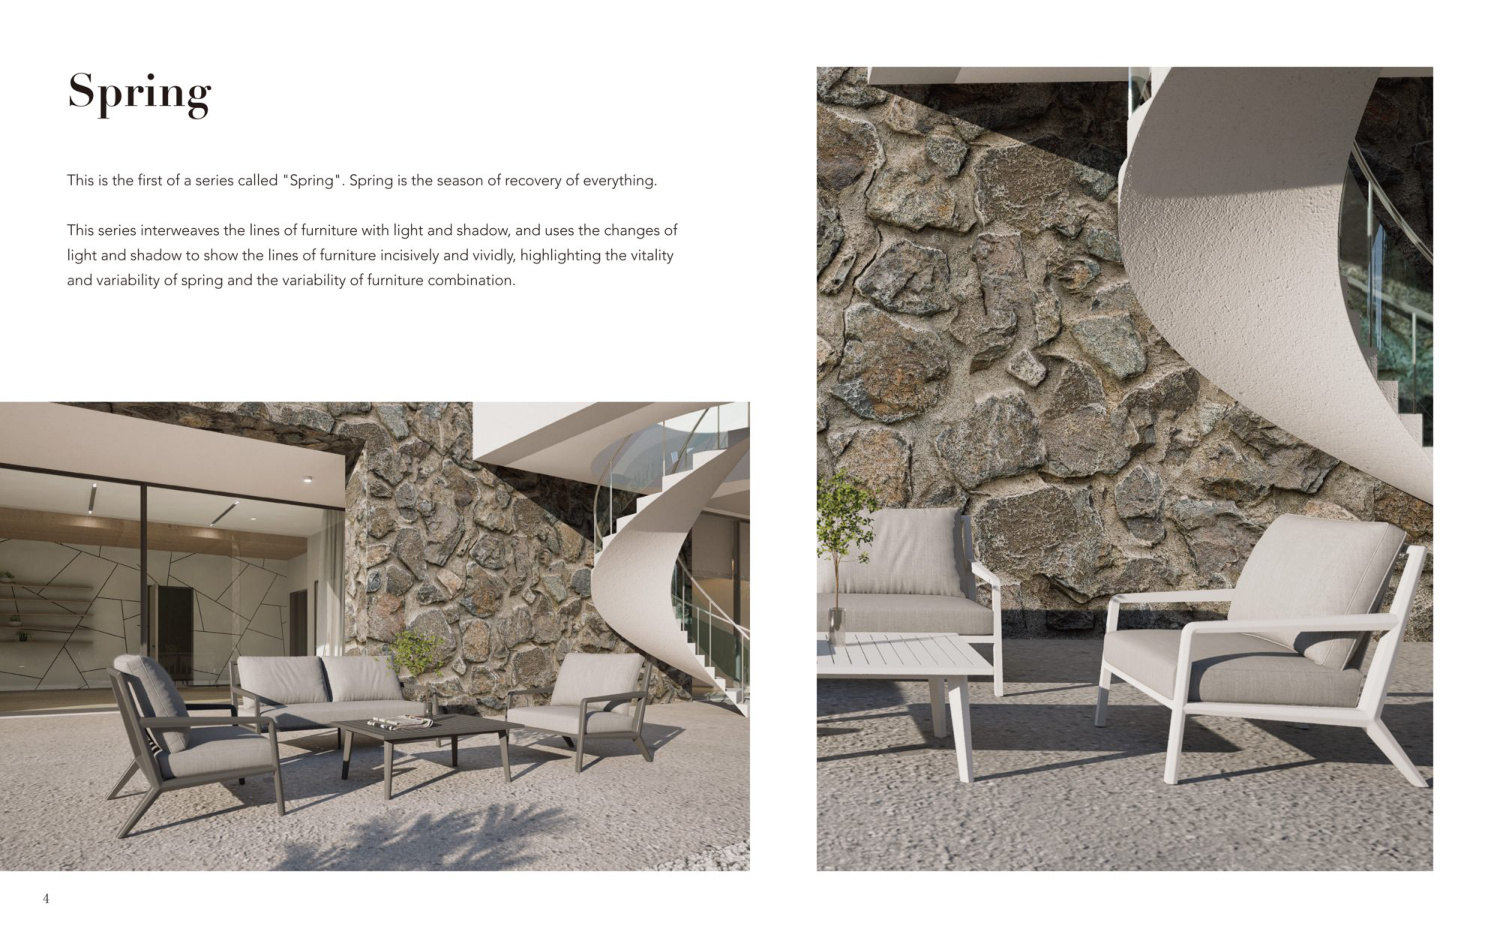 Spring
This is the first of a series called "Spring". Spring is the season of recovery of everything.
This series interweaves the lines of furniture with light and shadow, and uses the changes of
light and shadow to show the lines of furniture incisively and vividly, highlighting the vitality
and variability of spring and the variability of furniture combination.
4